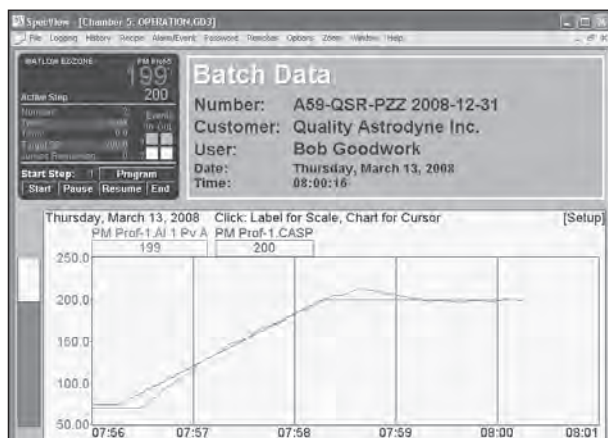 SpecView - [Chamber 5: OPERATION.GD3]
File Logging History Recipe Alarm/Event Password Remotes Options Zoom Window Help
WATLOW EZZONE PM Prof-1
199°
Active Step 200
Start Step: 1 Program
Start Pause Resume End
Batch Data
Number: A59-QSR-PZZ 2008-12-31
Customer: Quality Astrodyne Inc.
User: Bob Goodwork
Date: Thursday, March 13, 2008
Time: 08:00:16
Thursday, March 13, 2008 Click: Label for Scale, Chart for Cursor [Setup]
PM Prof-1.AI 1 Pv A PM Prof-1.CASP
199 200
250.0
200.0
150.0
100.0
50.00
07:56 07:57 07:58 07:59 08:00 08:01